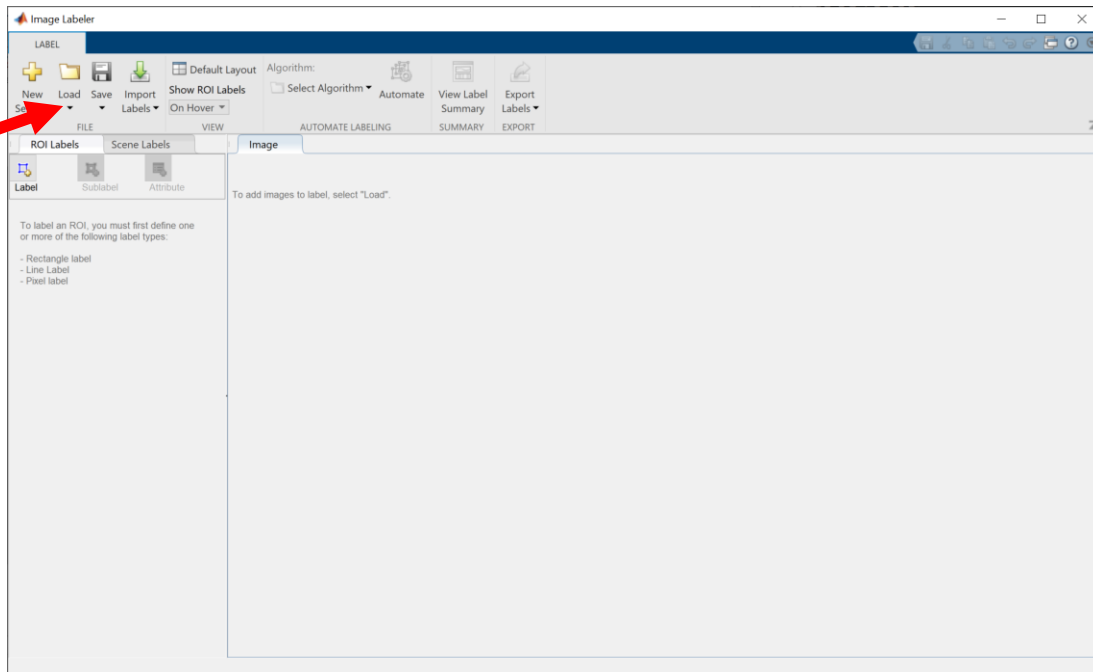 Image Labeler
LABEL
New
Load
Save
Import
Labels
Default Layout
Show ROI Labels
On Hover
Algorithm:
Select Algorithm
Automate
View Label
Summary
Export
Labels
FILE
VIEW
AUTOMATE LABELING
SUMMARY
EXPORT
ROI Labels
Scene Labels
Image
Label
Sublabel
Attribute
To add images to label, select "Load".
To label an ROI, you must first define one
or more of the following label types:
- Rectangle label
- Line Label
- Pixel label